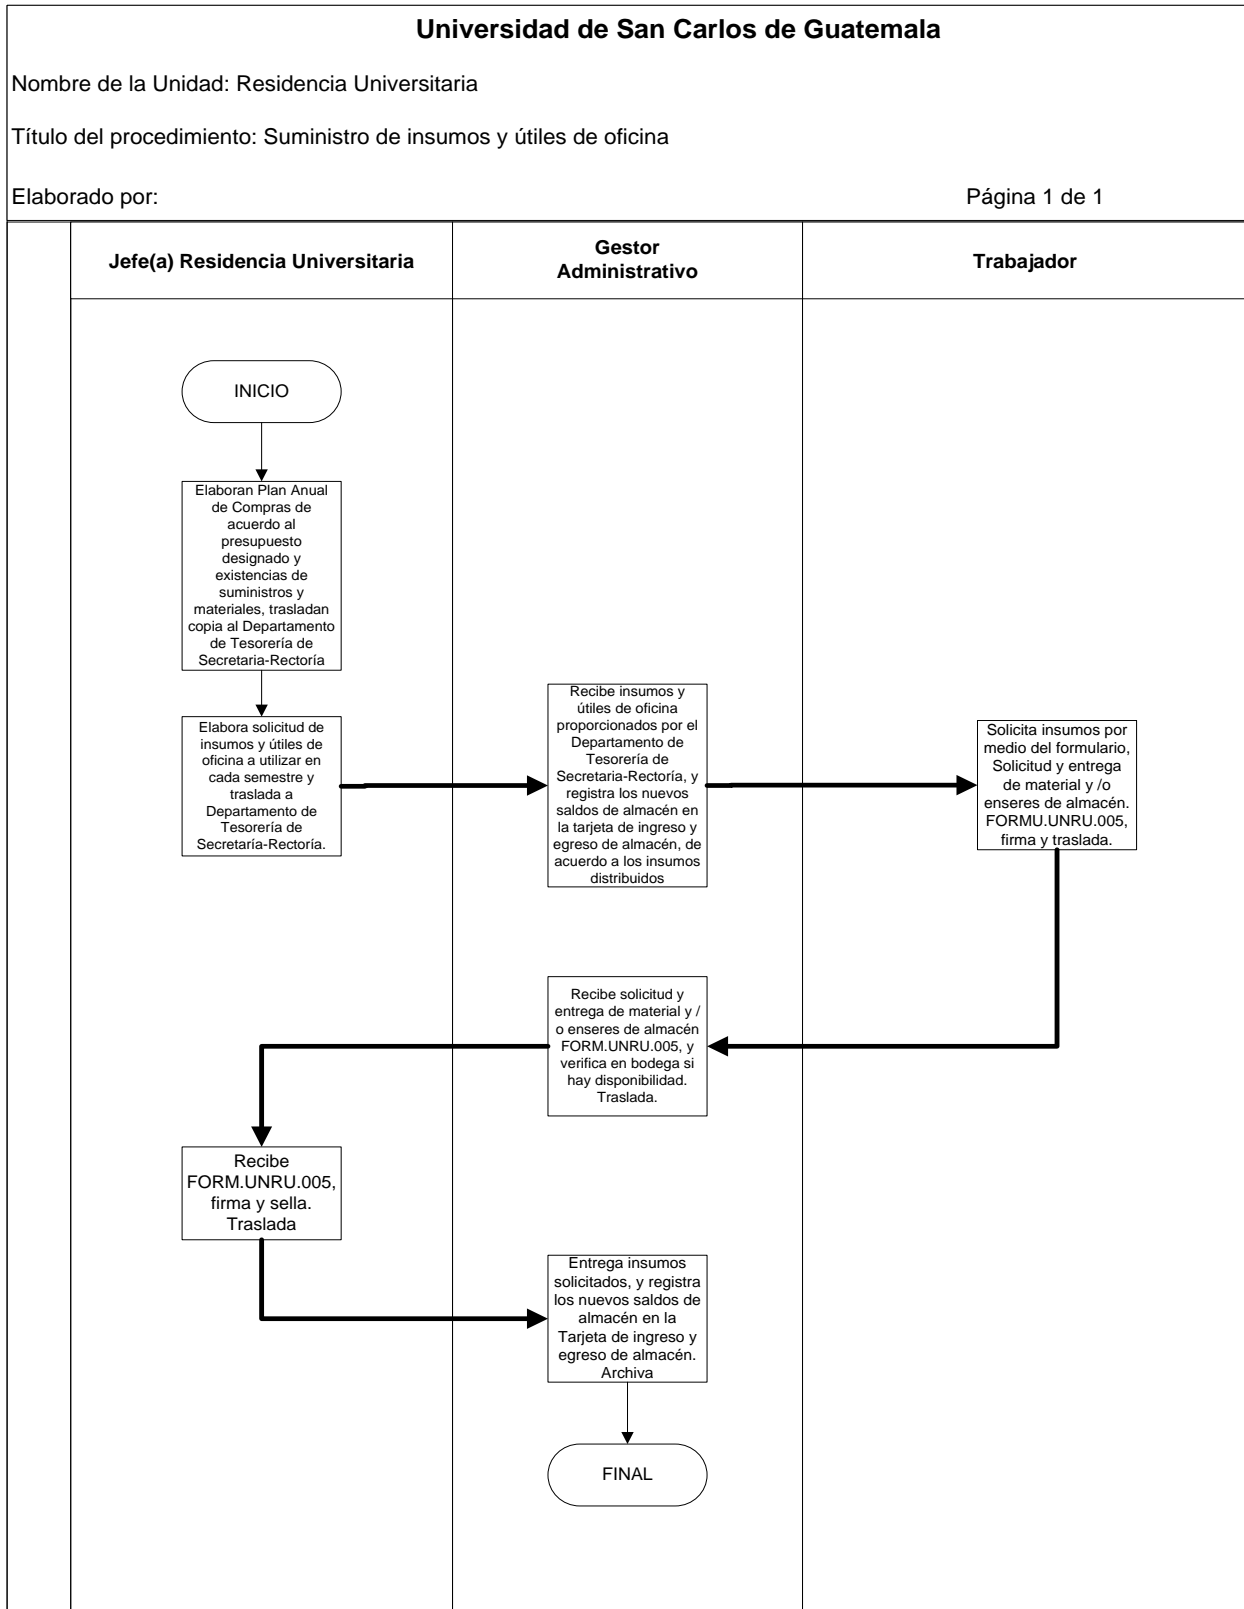 Universidad de San Carlos de Guatemala
Nombre de la Unidad: Residencia Universitaria
Título del procedimiento: Suministro de insumos y útiles de oficina
Elaborado por:
Página 1 de 1
Jefe(a) Residencia Universitaria
Gestor
Administrativo
Trabajador
INICIO
Elaboran Plan Anual
de Compras de
acuerdo al
presupuesto
designado y
existencias de
suministros y
materiales, trasladan
copia al Departamento
de Tesorería de
Secretaria-Rectoría
Elabora solicitud de
insumos y útiles de
oficina a utilizar en
cada semestre y
traslada a
Departamento de
Tesorería de
Secretaría-Rectoría.
Recibe insumos y
útiles de oficina
proporcionados por el
Departamento de
Tesorería de
Secretaria-Rectoría, y
registra los nuevos
saldos de almacén en
la tarjeta de ingreso y
egreso de almacén, de
acuerdo a los insumos
distribuidos
Solicita insumos por
medio del formulario,
Solicitud y entrega
de material y /o
enseres de almacén.
FORMU.UNRU.005,
firma y traslada.
Recibe solicitud y
entrega de material y /
o enseres de almacén
FORM.UNRU.005, y
verifica en bodega si
hay disponibilidad.
Traslada.
Recibe
FORM.UNRU.005,
firma y sella.
Traslada
Entrega insumos
solicitados, y registra
los nuevos saldos de
almacén en la
Tarjeta de ingreso y
egreso de almacén.
Archiva
FINAL